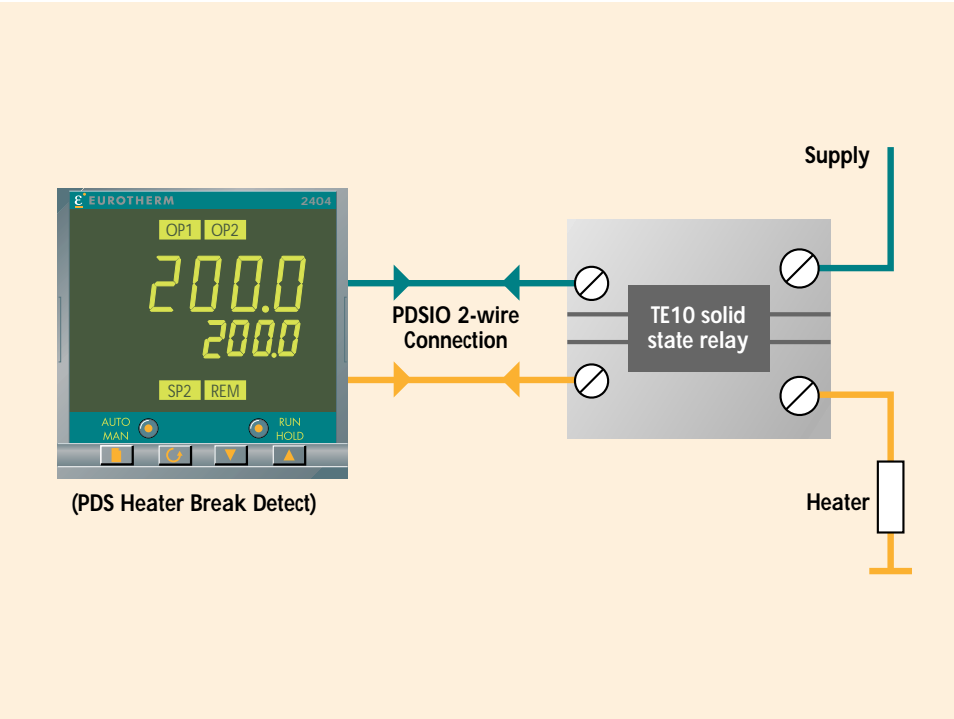 Supply
EUROTHERM 2404
OP1 OP2
200.0
200.0
SP2 REM
AUTO
MAN
RUN
HOLD
(PDS Heater Break Detect)
PDSIO 2-wire
Connection
TE10 solid
state relay
Heater